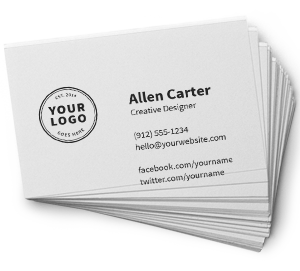 EST. 2014
YOUR
LOGO
GOES HERE
Allen Carter
Creative Designer
(912) 555-1234
hello@yourwebsite.com
facebook.com/yourname
twitter.com/yourname